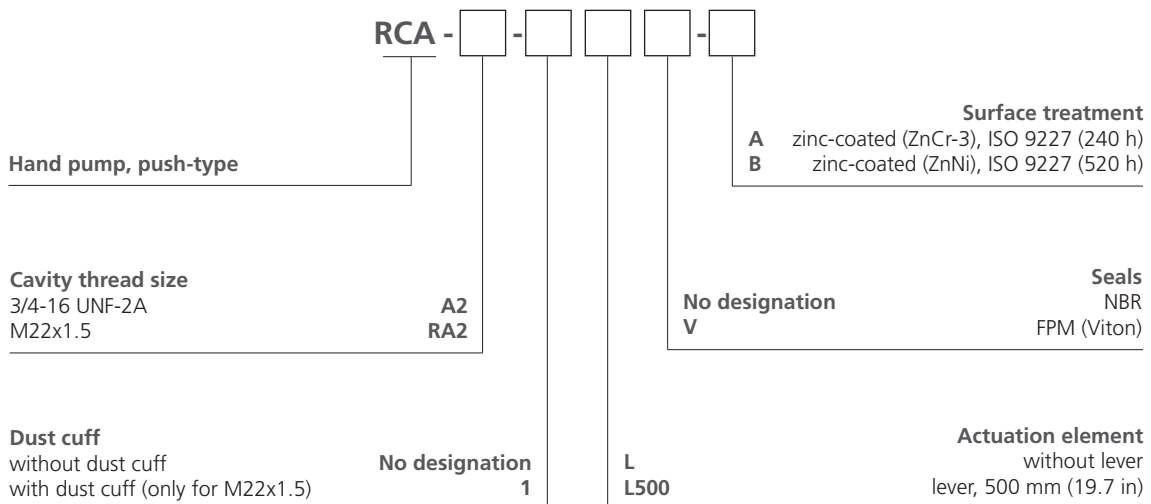 RCA - - -
Surface treatment
A zinc-coated (ZnCr-3), ISO 9227 (240 h)
B zinc-coated (ZnNi), ISO 9227 (520 h)
Hand pump, push-type
Cavity thread size
3/4-16 UNF-2A A2
M22x1.5 RA2
Seals
No designation NBR
V FPM (Viton)
Dust cuff
without dust cuff No designation
with dust cuff (only for M22x1.5) 1
Actuation element
L without lever
L500 lever, 500 mm (19.7 in)